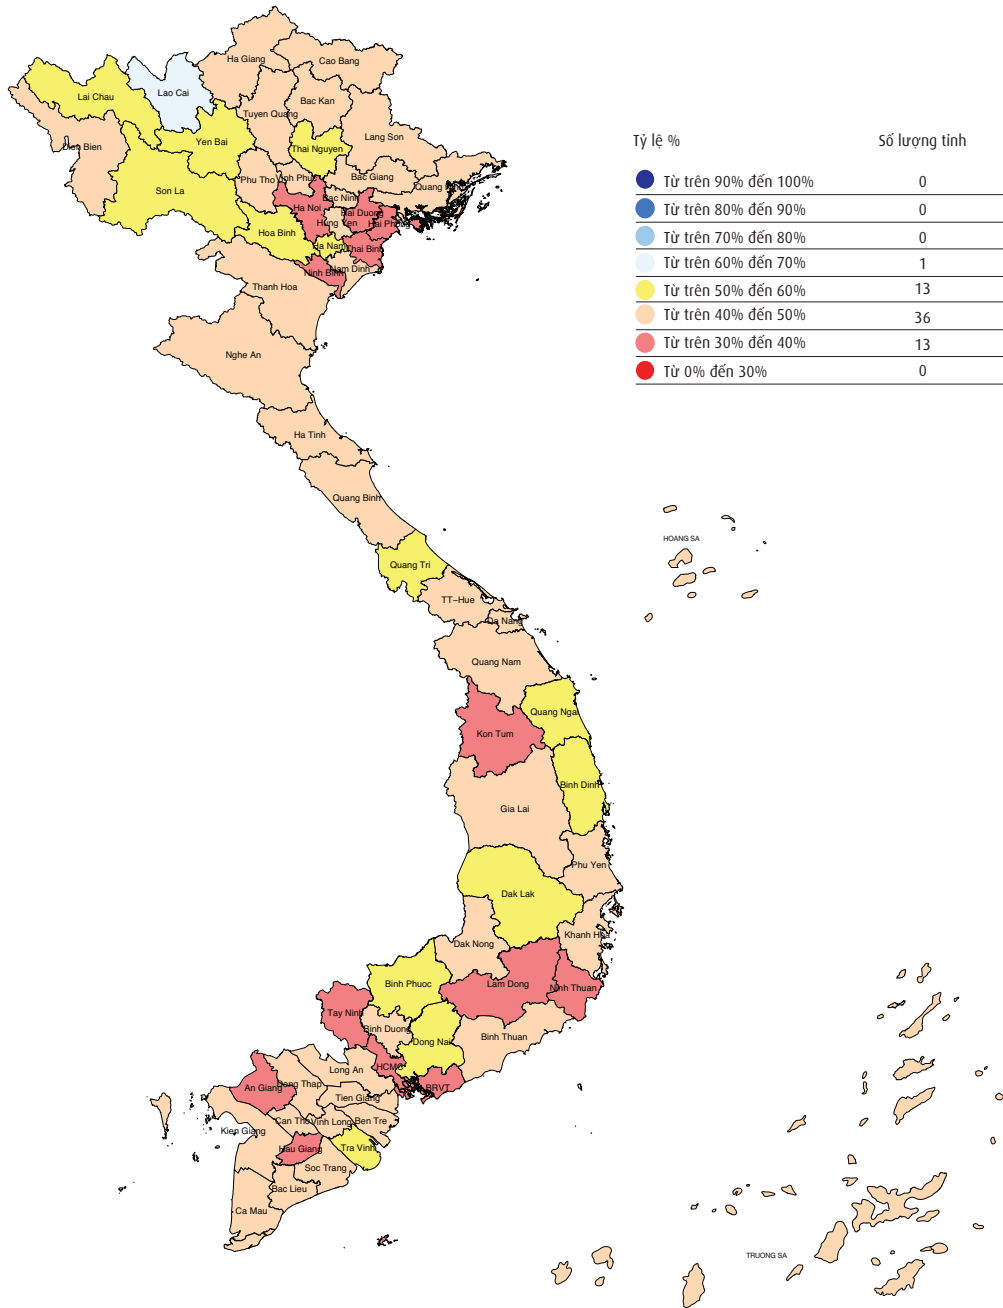 Ha Giang
Cao Bang
Lai Chau
Lao Cai
Bac Kan
Tuyen Quang
Lang Son
Yen Bai
Thai Nguyen
Dien Bien
Bac Giang
Phu Tho
Vinh Phuc
Quang Ninh
Son La
Bac Ninh
Ha Noi
Hai Duong
Hung Yen
Hai Phong
Hoa Binh
Ha Nam
Thai Binh
Nam Dinh
Ninh Binh
Thanh Hoa
Nghe An
Ha Tinh
Quang Binh
Quang Tri
TT-Hue
Da Nang
Quang Nam
Quang Ngai
Kon Tum
Binh Dinh
Gia Lai
Phu Yen
Dak Lak
Khanh Hoa
Dak Nong
Binh Phuoc
Lam Dong
Ninh Thuan
Tay Ninh
Binh Duong
Dong Nai
Binh Thuan
HCMC
Long An
BRVT
An Giang
Dong Thap
Tien Giang
Can Tho
Vinh Long
Ben Tre
Kien Giang
Hau Giang
Tra Vinh
Soc Trang
Bac Lieu
Ca Mau
Tỷ lệ % Số lượng tỉnh
Từ trên 90% đến 100% 0
Từ trên 80% đến 90% 0
Từ trên 70% đến 80% 0
Từ trên 60% đến 70% 1
Từ trên 50% đến 60% 13
Từ trên 40% đến 50% 36
Từ trên 30% đến 40% 13
Từ 0% đến 30% 0
HOANG SA
TRUONG SA